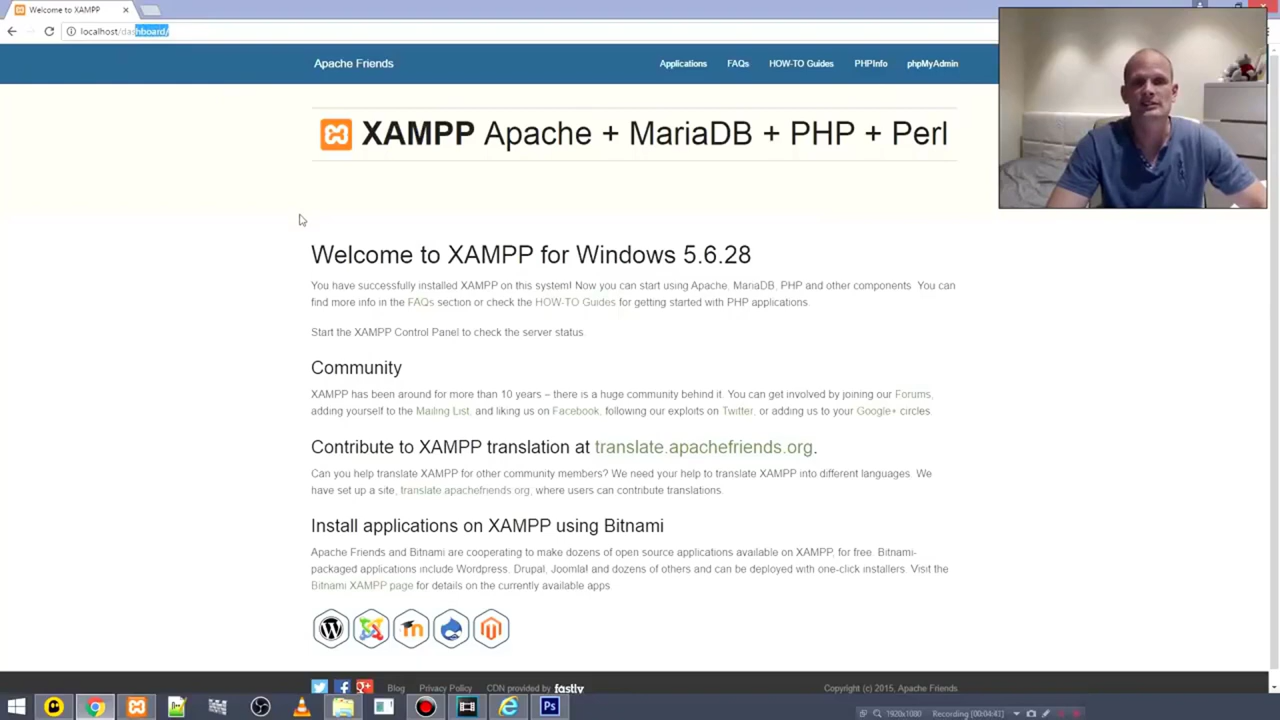 Welcome to XAMPP
localhost/dashboard/
Apache Friends
Applications FAQs HOW-TO Guides PHPInfo phpMyAdmin
XAMPP Apache + MariaDB + PHP + Perl
Welcome to XAMPP for Windows 5.6.28
You have successfully installed XAMPP on this system! Now you can start using Apache, MariaDB, PHP and other components. You can
find more info in the FAQs section or check the HOW-TO Guides for getting started with PHP applications.
Start the XAMPP Control Panel to check the server status.
Community
XAMPP has been around for more than 10 years – there is a huge community behind it. You can get involved by joining our Forums,
adding yourself to the Mailing List, and liking us on Facebook, following our exploits on Twitter, or adding us to your Google+ circles.
Contribute to XAMPP translation at translate.apachefriends.org.
Can you help translate XAMPP for other community members? We need your help to translate XAMPP into different languages. We
have set up a site, translate.apachefriends.org, where users can contribute translations.
Install applications on XAMPP using Bitnami
Apache Friends and Bitnami are cooperating to make dozens of open source applications available on XAMPP, for free. Bitnami-
packaged applications include Wordpress, Drupal, Joomla! and dozens of others and can be deployed with one-click installers. Visit the
Bitnami XAMPP page for details on the currently available apps.
Blog Privacy Policy CDN provided by fastly Copyright (c) 2015, Apache Friends
Ps
1920x1080 Recording [00:04:41]